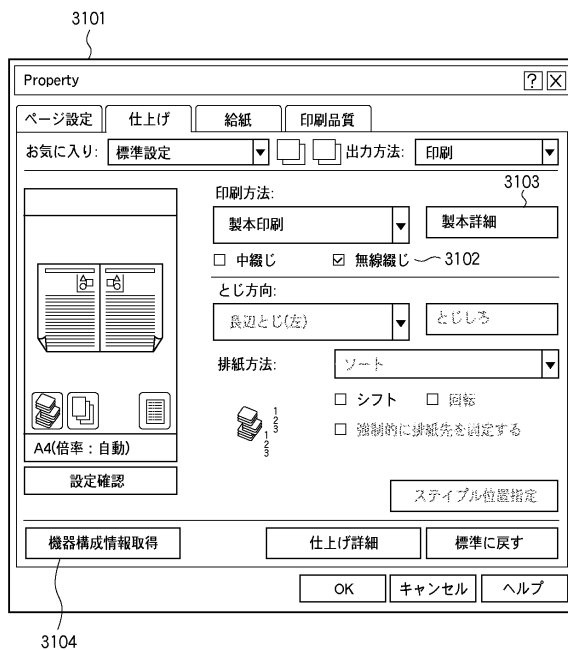 3101
Property
ページ設定 仕上げ 給紙 印刷品質
お気に入り: 標準設定 出力方法: 印刷
印刷方法:
3103
製本印刷 製本詳細
中綴じ 無線綴じ 3102
とじ方向:
長辺とじ(左) とじしろ
排紙方法: ソート
シフト 回転
強制的に排紙先を固定する
1
2
3
1
2
3
A4(倍率:自動)
設定確認
ステイプル位置指定
機器構成情報取得 仕上げ詳細 標準に戻す
OK キャンセル ヘルプ
3104